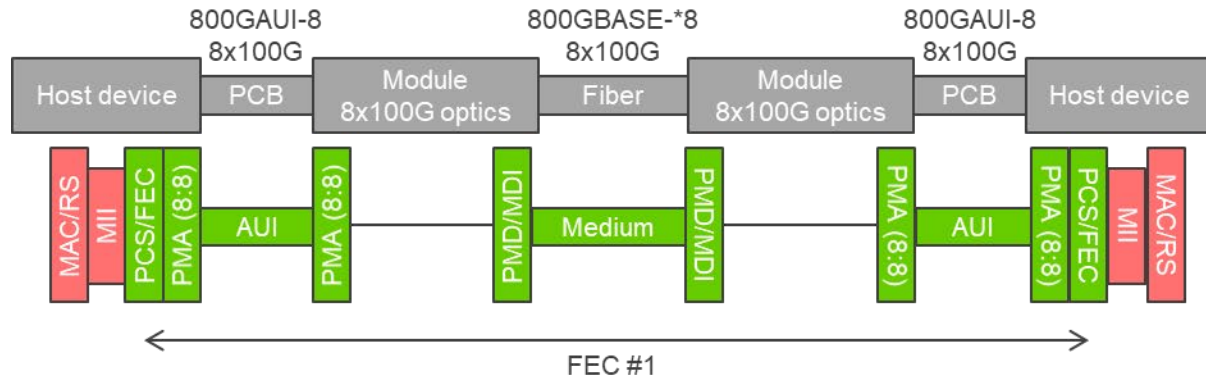 800GAUI-8
8x100G
800GBASE-*8
8x100G
800GAUI-8
8x100G
Host device
PCB
Module
8x100G optics
Fiber
Module
8x100G optics
PCB
Host device
MAC/RS
MII
PCS/FEC
PMA (8:8)
AUI
PMA (8:8)
PMD/MDI
Medium
PMD/MDI
PMA (8:8)
AUI
PMA (8:8)
PCS/FEC
MII
MAC/RS
FEC #1